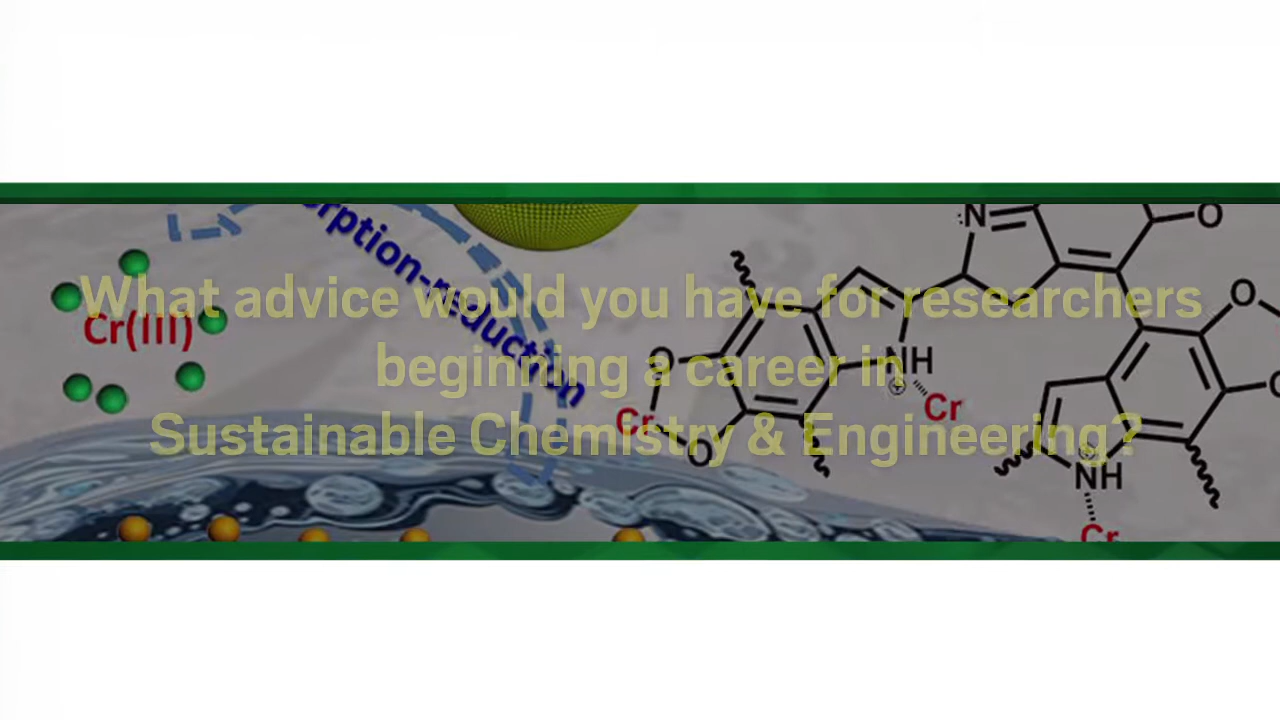 What advice would you have for researchers
beginning a career in
Sustainable Chemistry & Engineering?
Cr(III)
orption-reduction
N
O
O
NH
Cr
Cr
O
O
O
NH
Cr